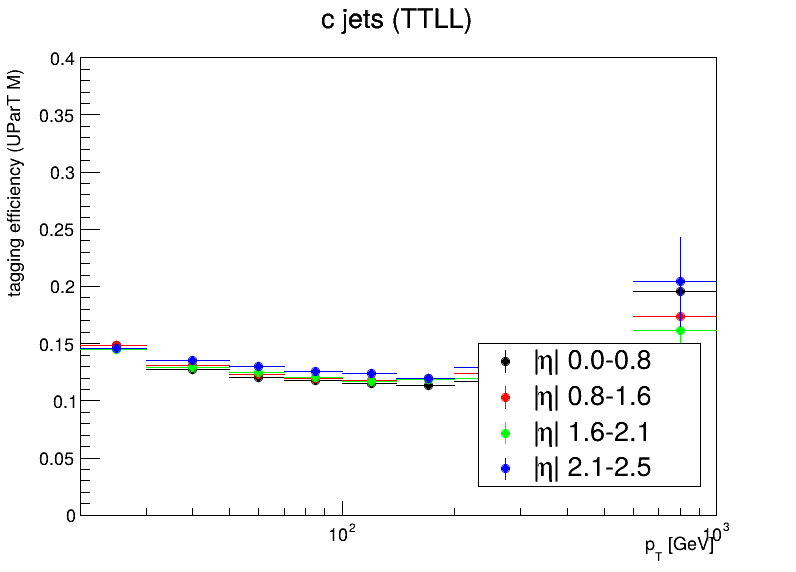 c jets (TTLL)
tagging efficiency (UParT M)
0.4
0.35
0.3
0.25
0.2
0.15
0.1
0.05
0
|η| 0.0-0.8
|η| 0.8-1.6
|η| 1.6-2.1
|η| 2.1-2.5
10² 10³
p_T [GeV]